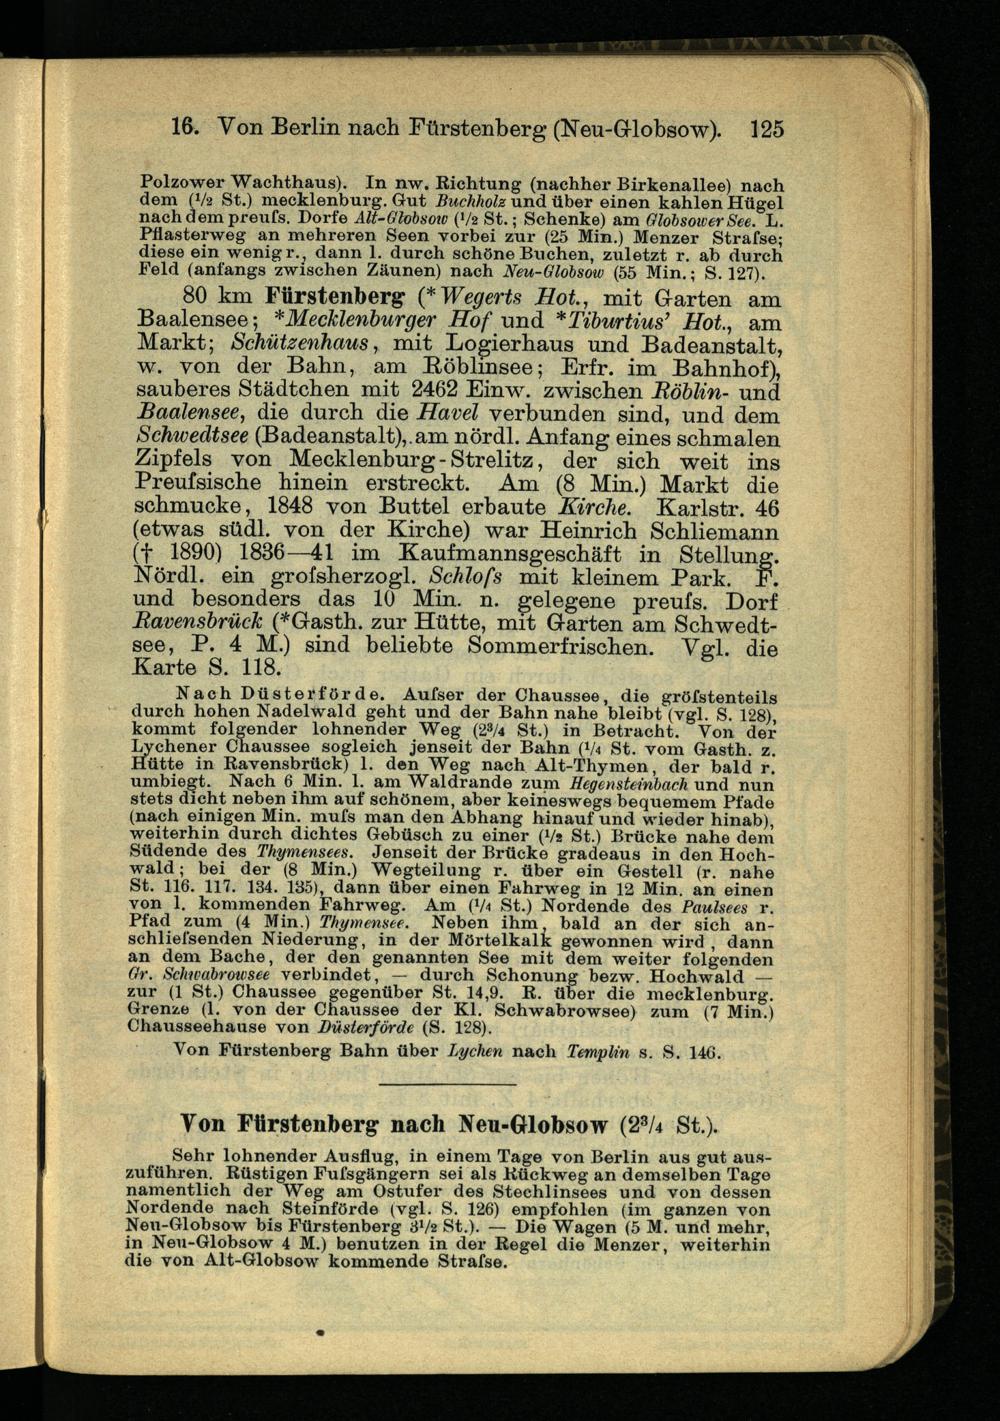 16. Von Berlin nach Fürstenberg (Neu-Globsow). 125
Polzower Wachthaus). In nw. Richtung (nachher Birkenallee) nach
dem (½ St.) mecklenburg. Gut Buchholz und über einen kahlen Hügel
nach dem preuſs. Dorfe Alt-Globsow (½ St.; Schenke) am Globsower See. L.
Pflasterweg an mehreren Seen vorbei zur (25 Min.) Menzer Straſse;
diese ein wenig r., dann l. durch schöne Buchen, zuletzt r. ab durch
Feld (anfangs zwischen Zäunen) nach Neu-Globsow (55 Min.; S. 127).
80 km Fürstenberg (*Wegerts Hot., mit Garten am
Baalensee; *Mecklenburger Hof und *Tiburtius’ Hot., am
Markt; Schützenhaus, mit Logierhaus und Badeanstalt,
w. von der Bahn, am Röblinsee; Erfr. im Bahnhof),
sauberes Städtchen mit 2462 Einw. zwischen Röblin- und
Baalensee, die durch die Havel verbunden sind, und dem
Schwedtsee (Badeanstalt), am nördl. Anfang eines schmalen
Zipfels von Mecklenburg-Strelitz, der sich weit ins
Preuſsische hinein erstreckt. Am (8 Min.) Markt die
schmucke, 1848 von Buttel erbaute Kirche. Karlstr. 46
(etwas südl. von der Kirche) war Heinrich Schliemann
(† 1890) 1836—41 im Kaufmannsgeschäft in Stellung.
Nördl. ein groſsherzogl. Schloſs mit kleinem Park. F.
und besonders das 10 Min. n. gelegene preuſs. Dorf
Ravensbrück (*Gasth. zur Hütte, mit Garten am Schwedt-
see, P. 4 M.) sind beliebte Sommerfrischen. Vgl. die
Karte S. 118.
Nach Düsterförde. Auſser der Chaussee, die gröſstenteils
durch hohen Nadelwald geht und der Bahn nahe bleibt (vgl. S. 128),
kommt folgender lohnender Weg (2¾ St.) in Betracht. Von der
Lychener Chaussee sogleich jenseit der Bahn (¼ St. vom Gasth. z.
Hütte in Ravensbrück) l. den Weg nach Alt-Thymen, der bald r.
umbiegt. Nach 6 Min. l. am Waldrande zum Hegensteinbach und nun
stets dicht neben ihm auf schönem, aber keineswegs bequemem Pfade
(nach einigen Min. muſs man den Abhang hinauf und wieder hinab),
weiterhin durch dichtes Gebüsch zu einer (½ St.) Brücke nahe dem
Südende des Thymensees. Jenseit der Brücke gradeaus in den Hoch-
wald; bei der (8 Min.) Wegteilung r. über ein Gestell (r. nahe
St. 116. 117. 134. 135), dann über einen Fahrweg in 12 Min. an einen
von l. kommenden Fahrweg. Am (¼ St.) Nordende des Paulsees r.
Pfad zum (4 Min.) Thymensee. Neben ihm, bald an der sich an-
schlieſsenden Niederung, in der Mörtelkalk gewonnen wird, dann
an dem Bache, der den genannten See mit dem weiter folgenden
Gr. Schwabrowsee verbindet, — durch Schonung bezw. Hochwald —
zur (1 St.) Chaussee gegenüber St. 14,9. R. über die mecklenburg.
Grenze (l. von der Chaussee der Kl. Schwabrowsee) zum (7 Min.)
Chausseehause von Düsterförde (S. 128).
Von Fürstenberg Bahn über Lychen nach Templin s. S. 146.
Von Fürstenberg nach Neu-Globsow (2¾ St.).
Sehr lohnender Ausflug, in einem Tage von Berlin aus gut aus-
zuführen. Rüstigen Fuſsgängern sei als Rückweg an demselben Tage
namentlich der Weg am Ostufer des Stechlinsees und von dessen
Nordende nach Steinförde (vgl. S. 126) empfohlen (im ganzen von
Neu-Globsow bis Fürstenberg 3½ St.). — Die Wagen (5 M. und mehr,
in Neu-Globsow 4 M.) benutzen in der Regel die Menzer, weiterhin
die von Alt-Globsow kommende Straſse.